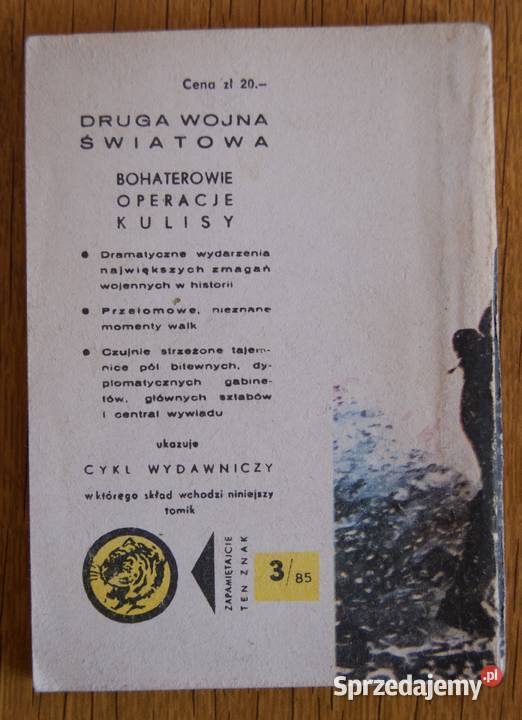 Cena zł 20.–
DRUGA WOJNA
ŚWIATOWA
BOHATEROWIE
OPERACJE
KULISY
● Dramatyczne wydarzenia
największych zmagań
wojennych w historii
● Przełomowe, nieznane
momenty walk
● Czujnie strzeżone tajem-
nice pól bitewnych, dy-
plomatycznych gabine-
tów, głównych sztabów
i central wywiadu
ukazuje
CYKL WYDAWNICZY
w którego skład wchodzi niniejszy
tomik
ZAPAMIĘTAJCIE
TEN ZNAK
3/85
Sprzedajemy.pl